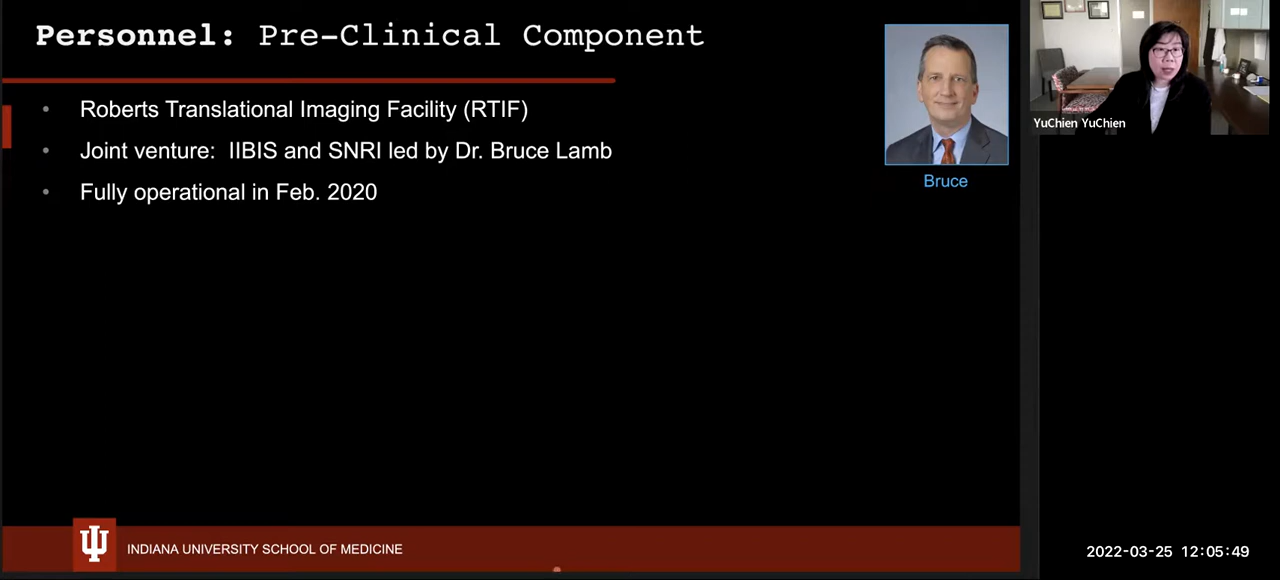 Personnel: Pre-Clinical Component
• Roberts Translational Imaging Facility (RTIF)
• Joint venture: IIBIS and SNRI led by Dr. Bruce Lamb
• Fully operational in Feb. 2020
Bruce
YuChien YuChien
INDIANA UNIVERSITY SCHOOL OF MEDICINE
2022-03-25 12:05:49